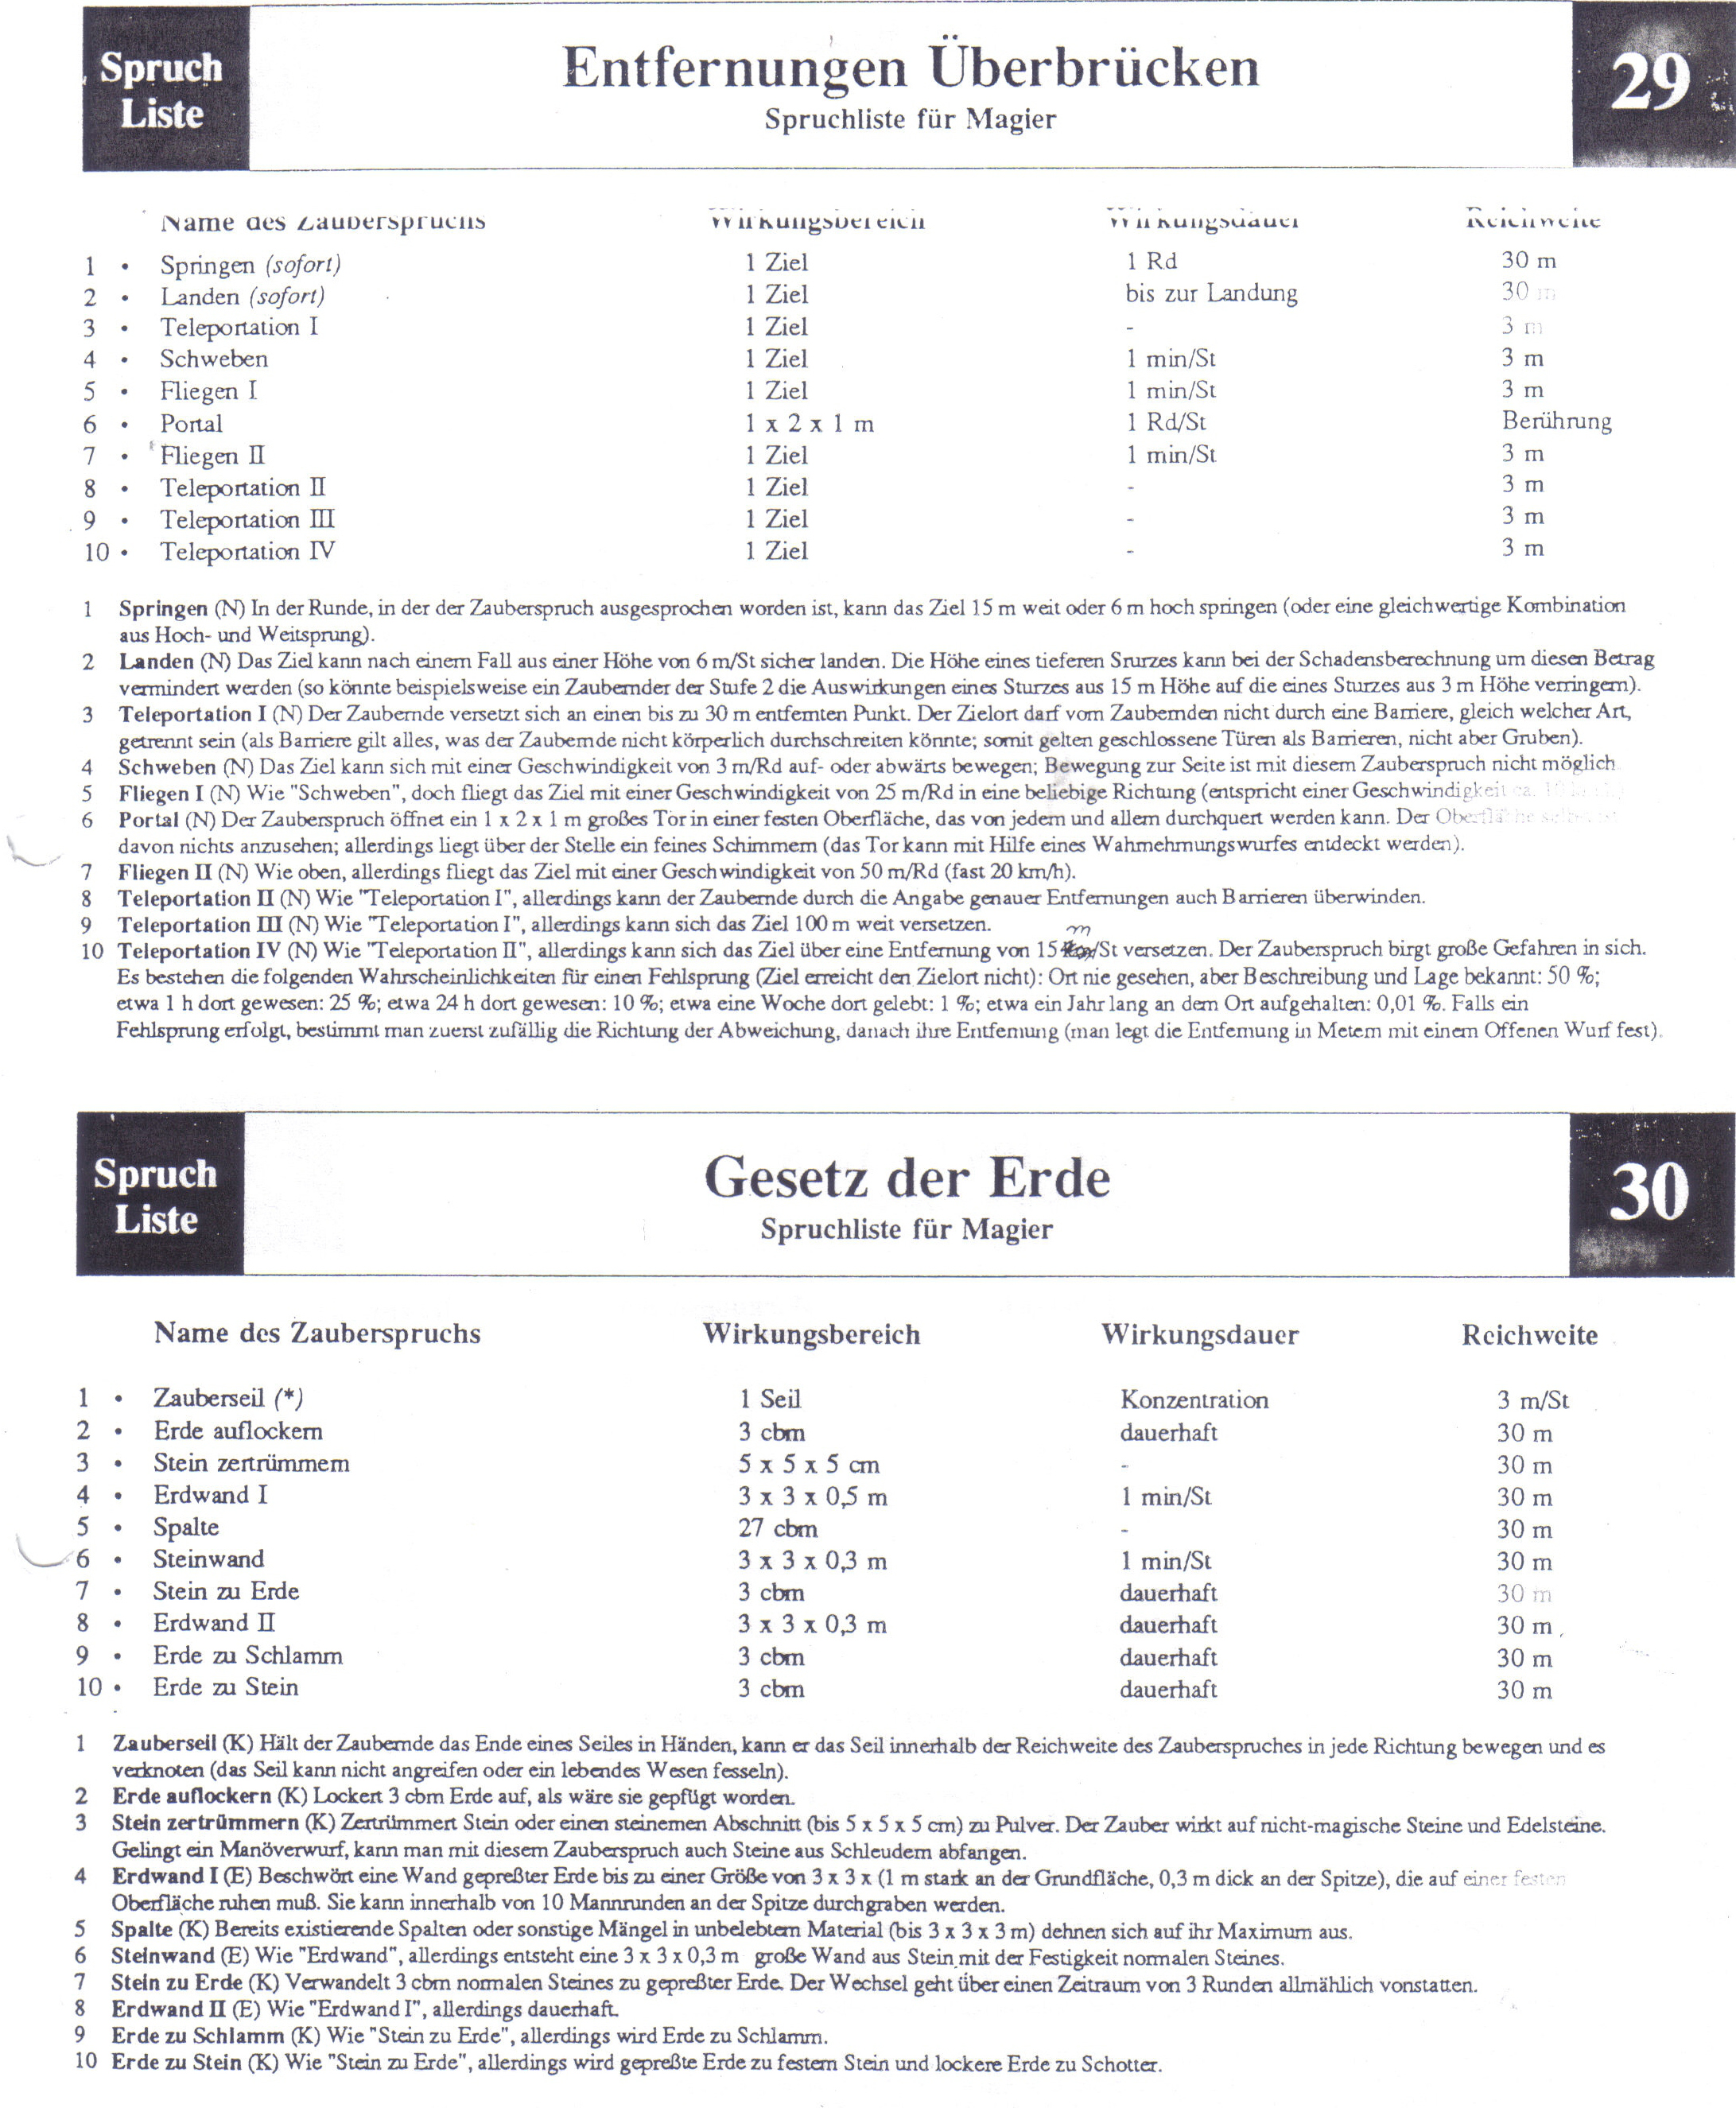 Spruch Liste
Entfernungen Überbrücken
Spruchliste für Magier
29
Name des Zauberspruchs Wirkungsbereich Wirkungsdauer Reichweite
1 • Springen (sofort) 1 Ziel 1 Rd 30 m
2 • Landen (sofort) 1 Ziel bis zur Landung 30 m
3 • Teleportation I 1 Ziel - 3 m
4 • Schweben 1 Ziel 1 min/St 3 m
5 • Fliegen I 1 Ziel 1 min/St 3 m
6 • Portal 1 x 2 x 1 m 1 Rd/St Berührung
7 • Fliegen II 1 Ziel 1 min/St 3 m
8 • Teleportation II 1 Ziel - 3 m
9 • Teleportation III 1 Ziel - 3 m
10 • Teleportation IV 1 Ziel - 3 m
1 Springen (N) In der Runde, in der der Zauberspruch ausgesprochen worden ist, kann das Ziel 15 m weit oder 6 m hoch springen (oder eine gleichwertige Kombination
aus Hoch- und Weitsprung).
2 Landen (N) Das Ziel kann nach einem Fall aus einer Höhe von 6 m/St sicher landen. Die Höhe eines tieferen Srurzes kann bei der Schadensberechnung um diesen Betrag
vermindert werden (so könnte beispielsweise ein Zaubernder der Stufe 2 die Auswirkungen eines Sturzes aus 15 m Höhe auf die eines Sturzes aus 3 m Höhe verringern).
3 Teleportation I (N) Der Zaubernde versetzt sich an einen bis zu 30 m entfernten Punkt. Der Zielort darf vom Zaubernden nicht durch eine Barriere, gleich welcher Art,
getrennt sein (als Barriere gilt alles, was der Zaubernde nicht körperlich durchschreiten könnte; somit gelten geschlossene Türen als Barrieren, nicht aber Gruben).
4 Schweben (N) Das Ziel kann sich mit einer Geschwindigkeit von 3 m/Rd auf- oder abwärts bewegen; Bewegung zur Seite ist mit diesem Zauberspruch nicht möglich
5 Fliegen I (N) Wie "Schweben", doch fliegt das Ziel mit einer Geschwindigkeit von 25 m/Rd in eine beliebige Richtung (entspricht einer Geschwindigkeit ca. 10
6 Portal (N) Der Zauberspruch öffnet ein 1 x 2 x 1 m großes Tor in einer festen Oberfläche, das von jedem und allem durchquert werden kann. Der Oberfläche selbst ist
davon nichts anzusehen; allerdings liegt über der Stelle ein feines Schimmern (das Tor kann mit Hilfe eines Wahrnehmungswurfes entdeckt werden).
7 Fliegen II (N) Wie oben, allerdings fliegt das Ziel mit einer Geschwindigkeit von 50 m/Rd (fast 20 km/h).
8 Teleportation II (N) Wie "Teleportation I", allerdings kann der Zaubernde durch die Angabe genauer Entfernungen auch Barrieren überwinden.
9 Teleportation III (N) Wie "Teleportation I", allerdings kann sich das Ziel 100 m weit versetzen.
10 Teleportation IV (N) Wie "Teleportation II", allerdings kann sich das Ziel über eine Entfernung von 15 m/St versetzen. Der Zauberspruch birgt große Gefahren in sich.
Es bestehen die folgenden Wahrscheinlichkeiten für einen Fehlsprung (Ziel erreicht den Zielort nicht): Ort nie gesehen, aber Beschreibung und Lage bekannt: 50 %;
etwa 1 h dort gewesen: 25 %; etwa 24 h dort gewesen: 10 %; etwa eine Woche dort gelebt: 1 %; etwa ein Jahr lang an dem Ort aufgehalten: 0,01 %. Falls ein
Fehlsprung erfolgt, bestimmt man zuerst zufällig die Richtung der Abweichung, danach ihre Entfernung (man legt die Entfernung in Metern mit einem Offenen Wurf fest).
Spruch Liste
Gesetz der Erde
Spruchliste für Magier
30
Name des Zauberspruchs Wirkungsbereich Wirkungsdauer Reichweite
1 • Zauberseil (*) 1 Seil Konzentration 3 m/St
2 • Erde auflockern 3 cbm dauerhaft 30 m
3 • Stein zertrümmern 5 x 5 x 5 cm - 30 m
4 • Erdwand I 3 x 3 x 0,5 m 1 min/St 30 m
5 • Spalte 27 cbm - 30 m
6 • Steinwand 3 x 3 x 0,3 m 1 min/St 30 m
7 • Stein zu Erde 3 cbm dauerhaft 30 m
8 • Erdwand II 3 x 3 x 0,3 m dauerhaft 30 m
9 • Erde zu Schlamm 3 cbm dauerhaft 30 m
10 • Erde zu Stein 3 cbm dauerhaft 30 m
1 Zauberseil (K) Hält der Zaubernde das Ende eines Seiles in Händen, kann er das Seil innerhalb der Reichweite des Zauberspruches in jede Richtung bewegen und es
verknoten (das Seil kann nicht angreifen oder ein lebendes Wesen fesseln).
2 Erde auflockern (K) Lockert 3 cbm Erde auf, als wäre sie gepflügt worden.
3 Stein zertrümmern (K) Zertrümmert Stein oder einen steinernen Abschnitt (bis 5 x 5 x 5 cm) zu Pulver. Der Zauber wirkt auf nicht-magische Steine und Edelsteine.
Gelingt ein Manöverwurf, kann man mit diesem Zauberspruch auch Steine aus Schleudern abfangen.
4 Erdwand I (E) Beschwört eine Wand gepreßter Erde bis zu einer Größe von 3 x 3 x (1 m stark an der Grundfläche, 0,3 m dick an der Spitze), die auf einer festen
Oberfläche ruhen muß. Sie kann innerhalb von 10 Mannrunden an der Spitze durchgraben werden.
5 Spalte (K) Bereits existierende Spalten oder sonstige Mängel in unbelebtem Material (bis 3 x 3 x 3 m) dehnen sich auf ihr Maximum aus.
6 Steinwand (E) Wie "Erdwand", allerdings entsteht eine 3 x 3 x 0,3 m große Wand aus Stein mit der Festigkeit normalen Steines.
7 Stein zu Erde (K) Verwandelt 3 cbm normalen Steines zu gepreßter Erde. Der Wechsel geht über einen Zeitraum von 3 Runden allmählich vonstatten.
8 Erdwand II (E) Wie "Erdwand I", allerdings dauerhaft.
9 Erde zu Schlamm (K) Wie "Stein zu Erde", allerdings wird Erde zu Schlamm.
10 Erde zu Stein (K) Wie "Stein zu Erde", allerdings wird gepreßte Erde zu festem Stein und lockere Erde zu Schotter.